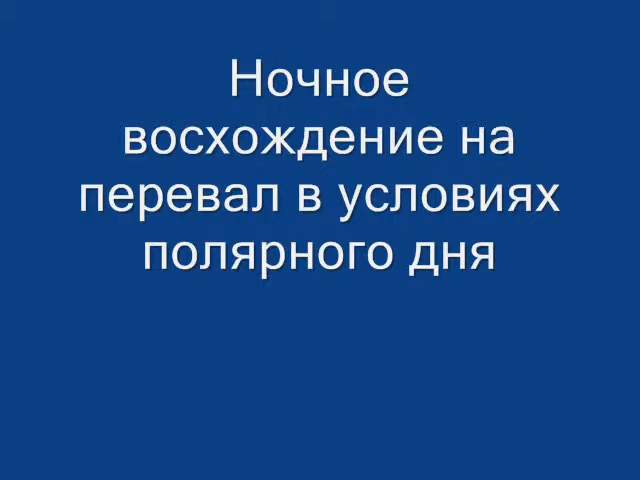 Ночное
восхождение на
перевал в условиях
полярного дня